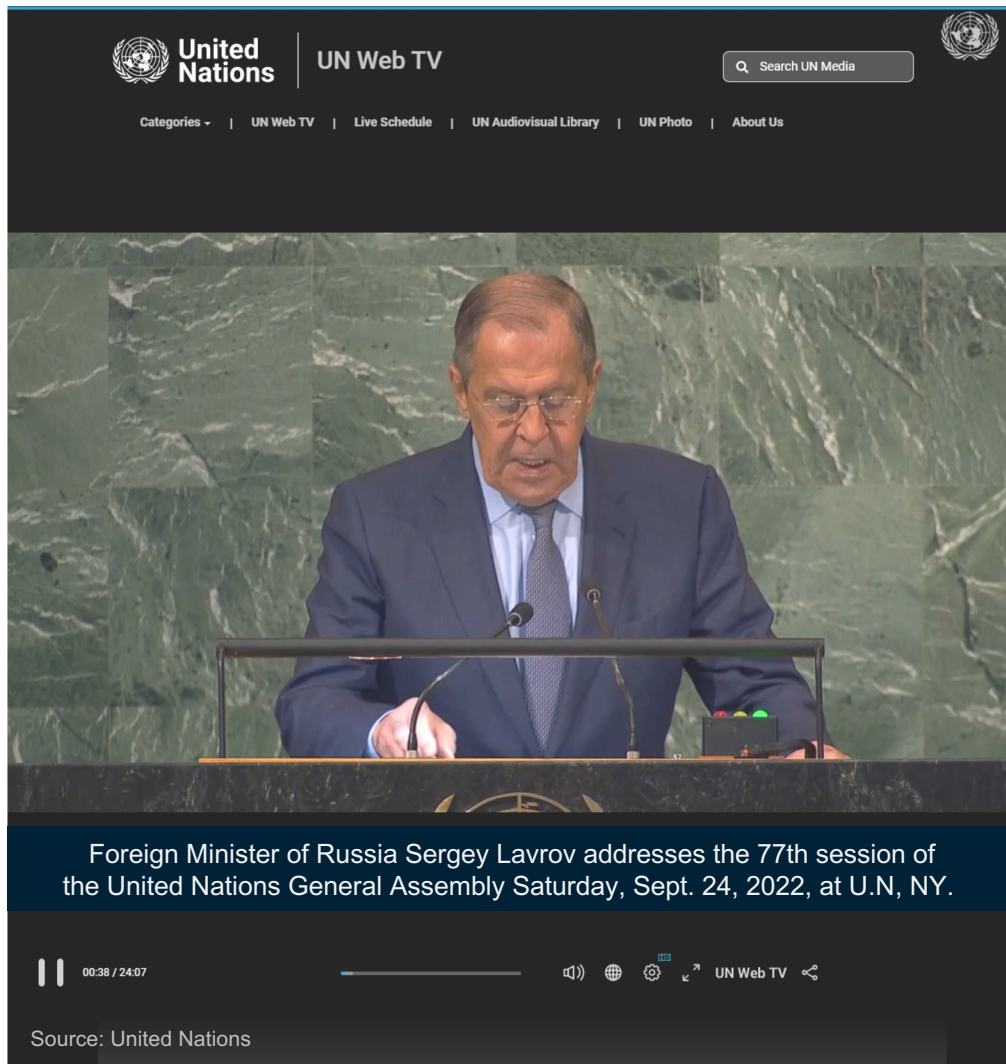 United
Nations
UN Web TV
Search UN Media
Categories | UN Web TV | Live Schedule | UN Audiovisual Library | UN Photo | About Us
Foreign Minister of Russia Sergey Lavrov addresses the 77th session of
the United Nations General Assembly Saturday, Sept. 24, 2022, at U.N, NY.
00:38 / 24:07
HD
UN Web TV
Source: United Nations